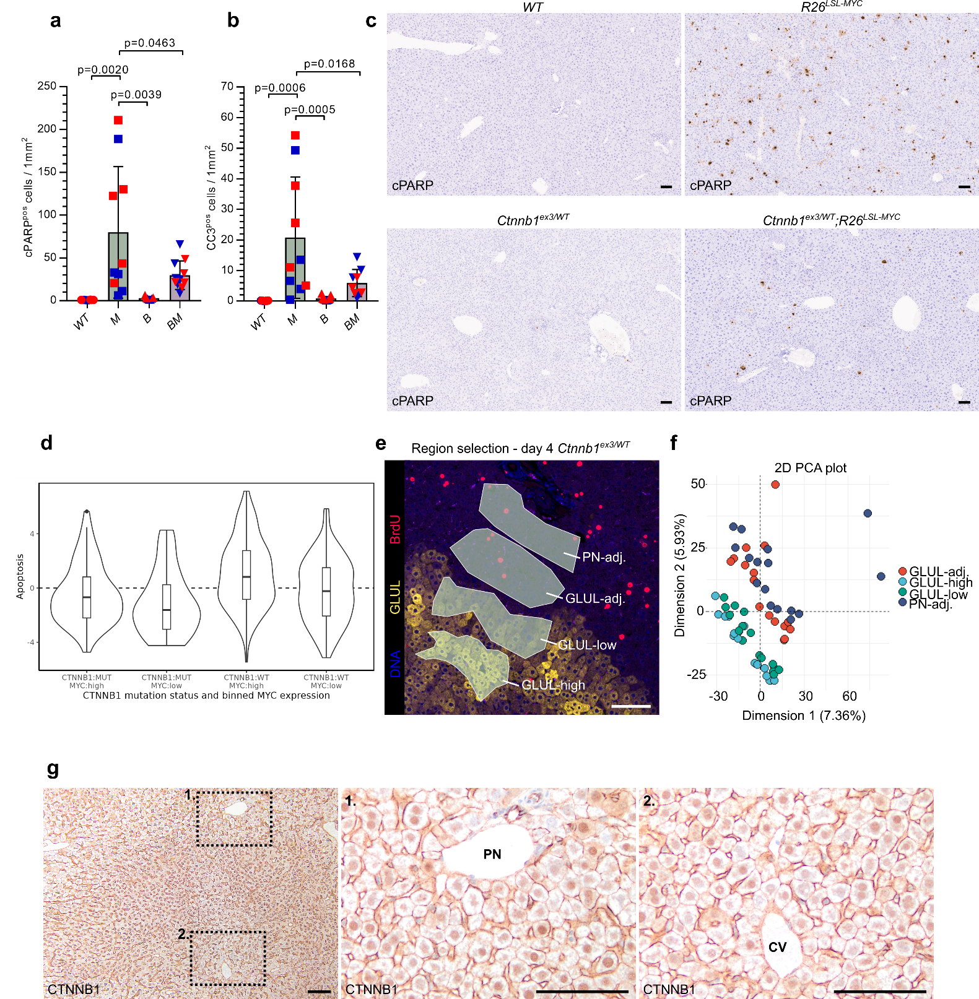 a
p=0.0463
p=0.0020
p=0.0039
250
200
150
100
50
0
cPARPpos cells / 1mm2
WT
M
B
BM
b
p=0.0168
p=0.0006
p=0.0005
70
60
50
40
30
20
10
0
CC3pos cells / 1mm2
WT
M
B
BM
c
WT
R26LSL-MYC
cPARP
cPARP
Ctnnb1ex3/WT
Ctnnb1ex3/WT;R26LSL-MYC
cPARP
cPARP
d
4
0
-4
Apoptosis
CTNNB1:MUT
MYC:high
CTNNB1:MUT
MYC:low
CTNNB1:WT
MYC:high
CTNNB1:WT
MYC:low
CTNNB1 mutation status and binned MYC expression
e
Region selection - day 4 Ctnnb1ex3/WT
BrdU
GLUL
DNA
PN-adj.
GLUL-adj.
GLUL-low
GLUL-high
f
2D PCA plot
50
25
0
-25
Dimension 2 (5.93%)
-30
0
30
60
Dimension 1 (7.36%)
GLUL-adj.
GLUL-high
GLUL-low
PN-adj.
g
1.
2.
CTNNB1
1.
PN
CTNNB1
2.
CV
CTNNB1